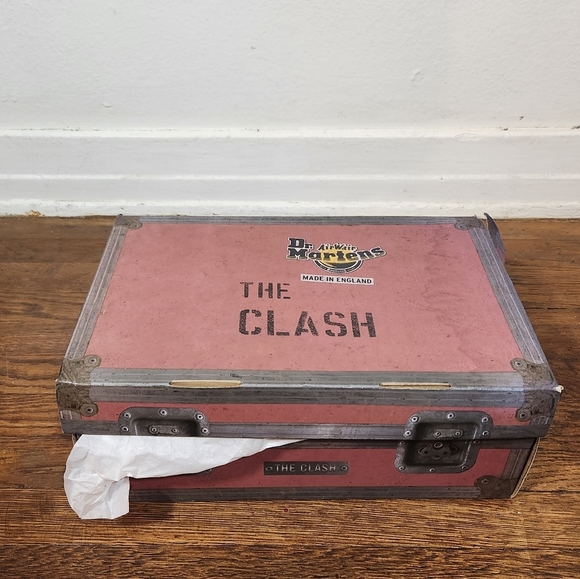 Dr. AirWair
Martens
MADE IN ENGLAND
THE
CLASH
THE CLASH